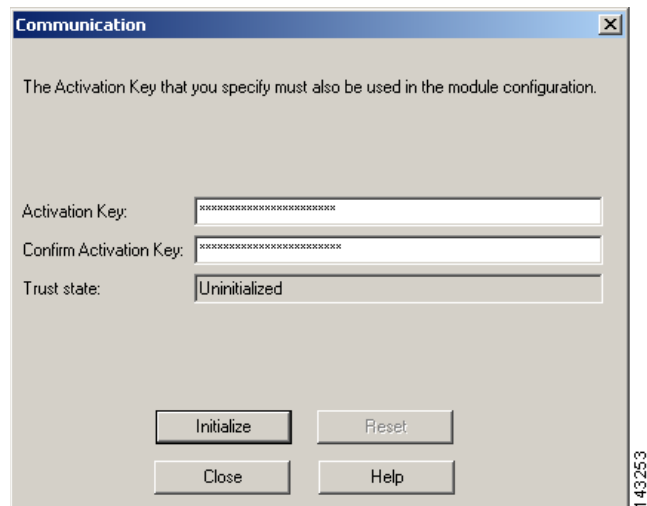 Communication
The Activation Key that you specify must also be used in the module configuration.
Activation Key: ***********************
Confirm Activation Key: ************************
Trust state: Uninitialized
Initialize Reset
Close Help
143253